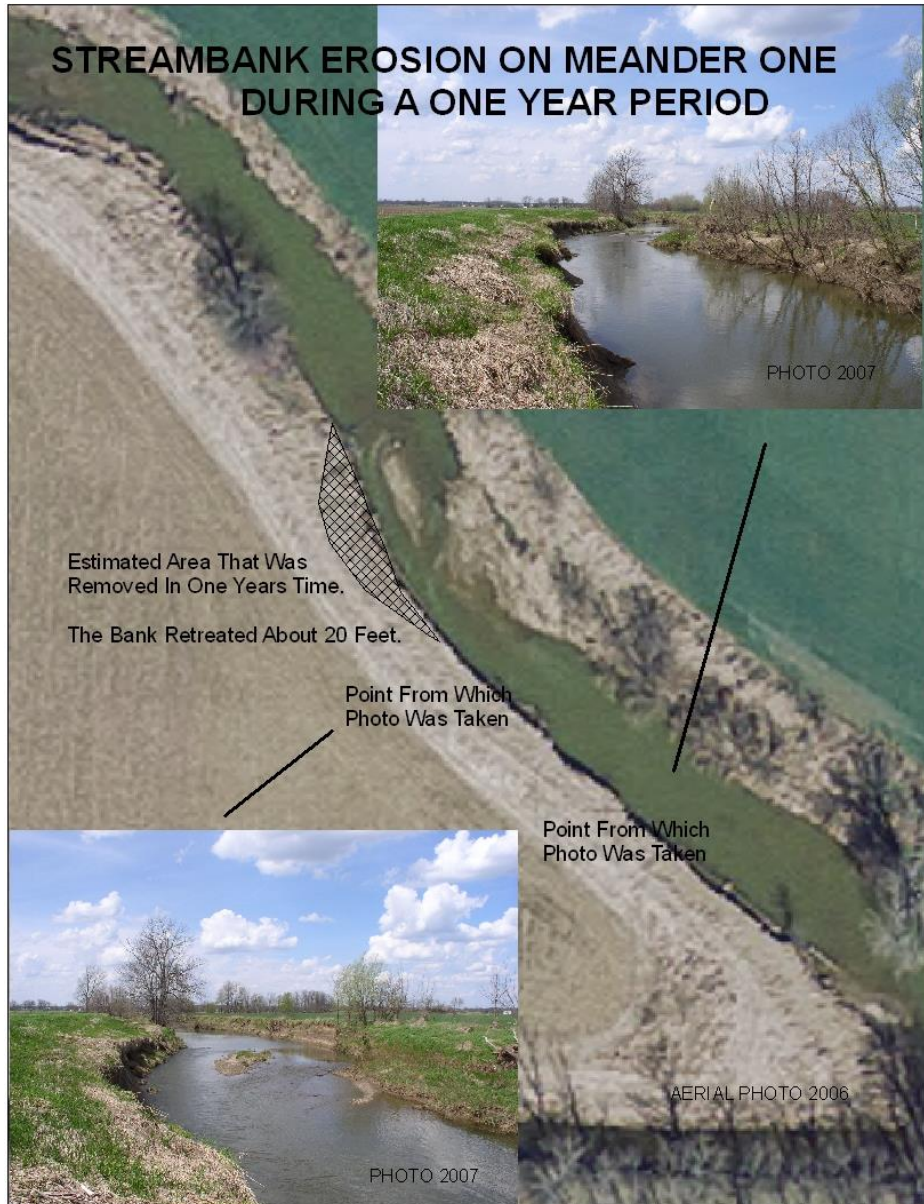 STREAMBANK EROSION ON MEANDER ONE
DURING A ONE YEAR PERIOD
PHOTO 2007
Estimated Area That Was
Removed In One Years Time.
The Bank Retreated About 20 Feet.
Point From Which
Photo Was Taken
Point From Which
Photo Was Taken
AERIAL PHOTO 2006
PHOTO 2007